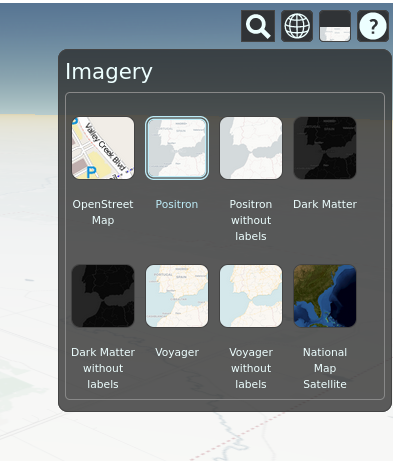 ?
Imagery
Valley Creek Blvd
P
OpenStreet
Map
Positron
Positron
without
labels
Dark Matter
Dark Matter
without
labels
Voyager
Voyager
without
labels
National
Map
Satellite